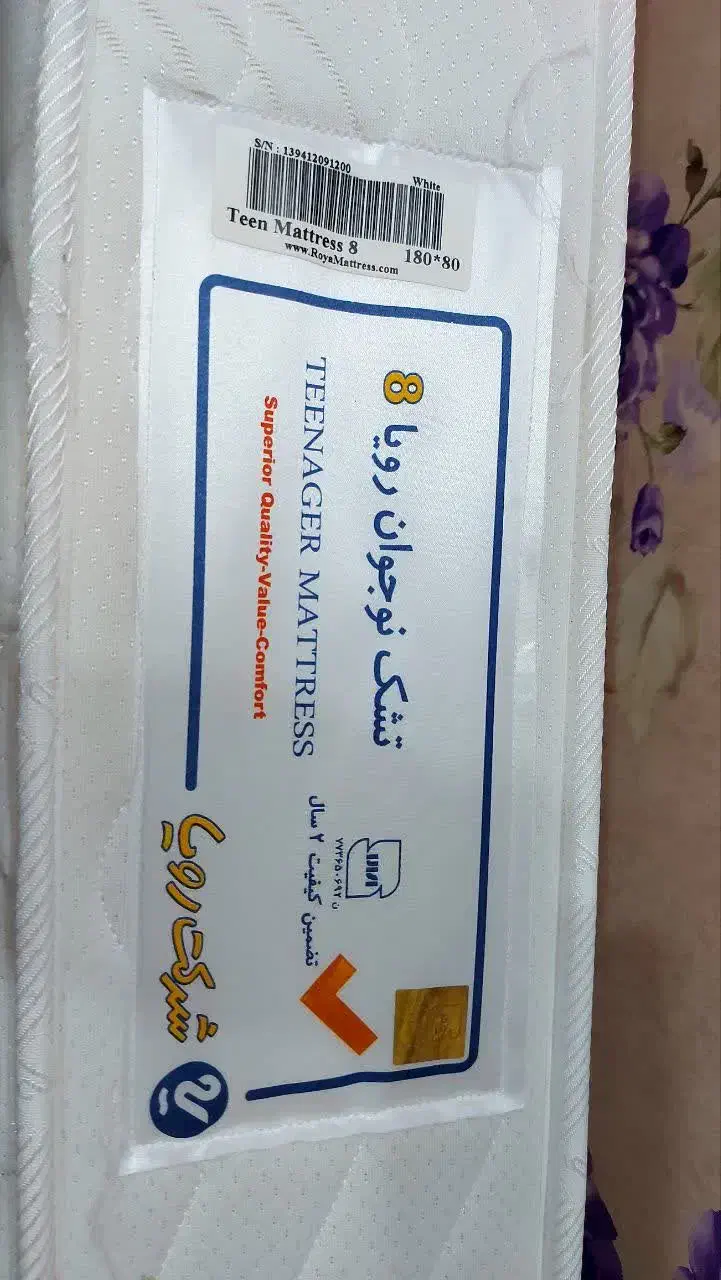 S/N : 139412091200
White
Teen Mattress 8
180*80
www.RoyaMattress.com
تشک نوجوان رویا 8
TEENAGER MATTRESS
Superior Quality-Value-Comfort
تضمین کیفیت ۲ سال
شرکت رویا